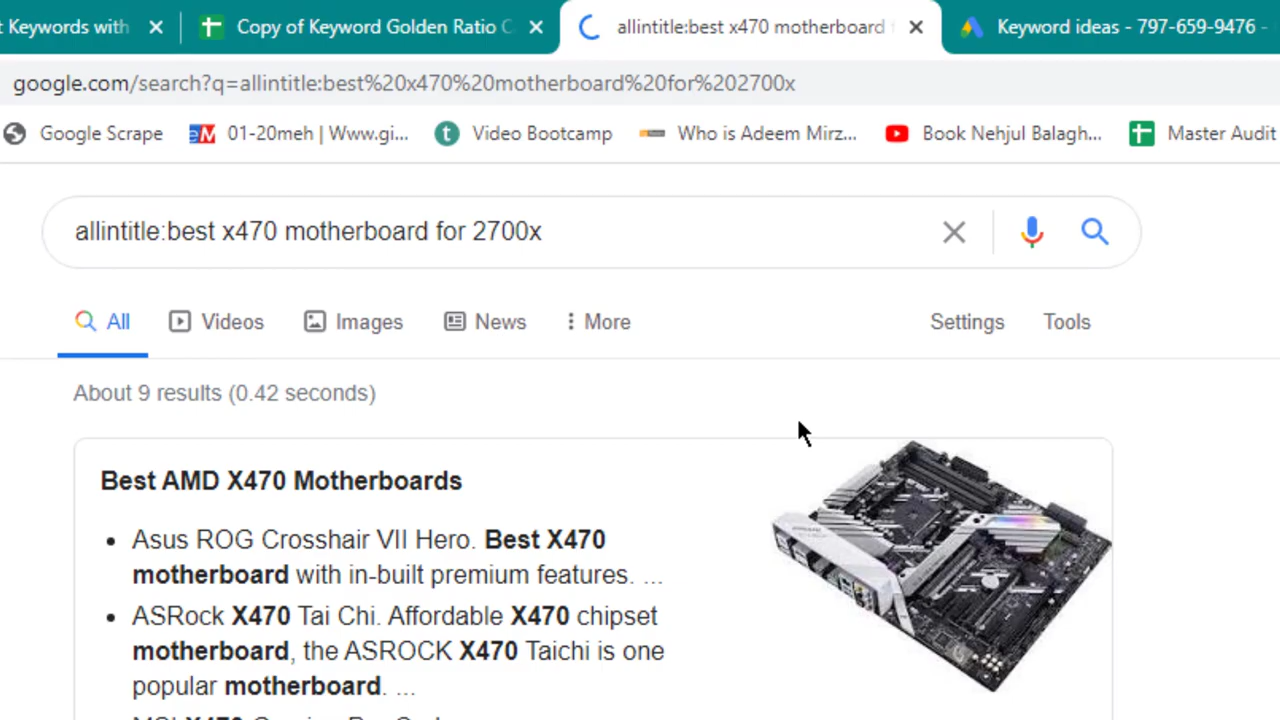 t Keywords with
Copy of Keyword Golden Ratio C
allintitle:best x470 motherboard f
Keyword ideas - 797-659-9476 -
google.com/search?q=allintitle:best%20x470%20motherboard%20for%202700x
Google Scrape
01-20meh | Www.gi...
Video Bootcamp
Who is Adeem Mirz...
Book Nehjul Balagh...
Master Audit
allintitle:best x470 motherboard for 2700x
All
Videos
Images
News
More
Settings
Tools
About 9 results (0.42 seconds)
Best AMD X470 Motherboards
• Asus ROG Crosshair VII Hero. Best X470
motherboard with in-built premium features. ...
• ASRock X470 Tai Chi. Affordable X470 chipset
motherboard, the ASROCK X470 Taichi is one
popular motherboard. ...